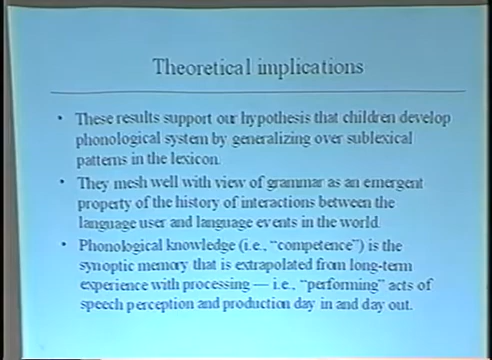 Theoretical implications
• These results support our hypothesis that children develop
phonological system by generalizing over sublexical
patterns in the lexicon.
• They mesh well with view of grammar as an emergent
property of the history of interactions between the
language user and language events in the world.
• Phonological knowledge (i.e., “competence”) is the
synoptic memory that is extrapolated from long-term
experience with processing — i.e., “performing” acts of
speech perception and production day in and day out.